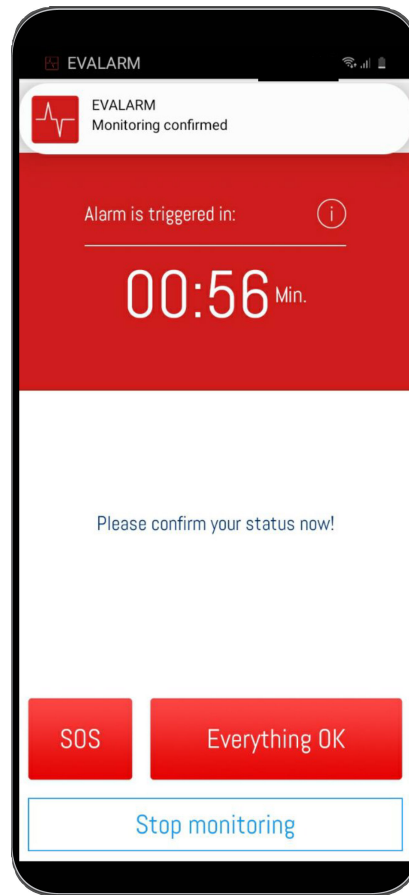 EVALARM
EVALARM
Monitoring confirmed
Alarm is triggered in:
i
00:56 Min.
Please confirm your status now!
SOS
Everything OK
Stop monitoring